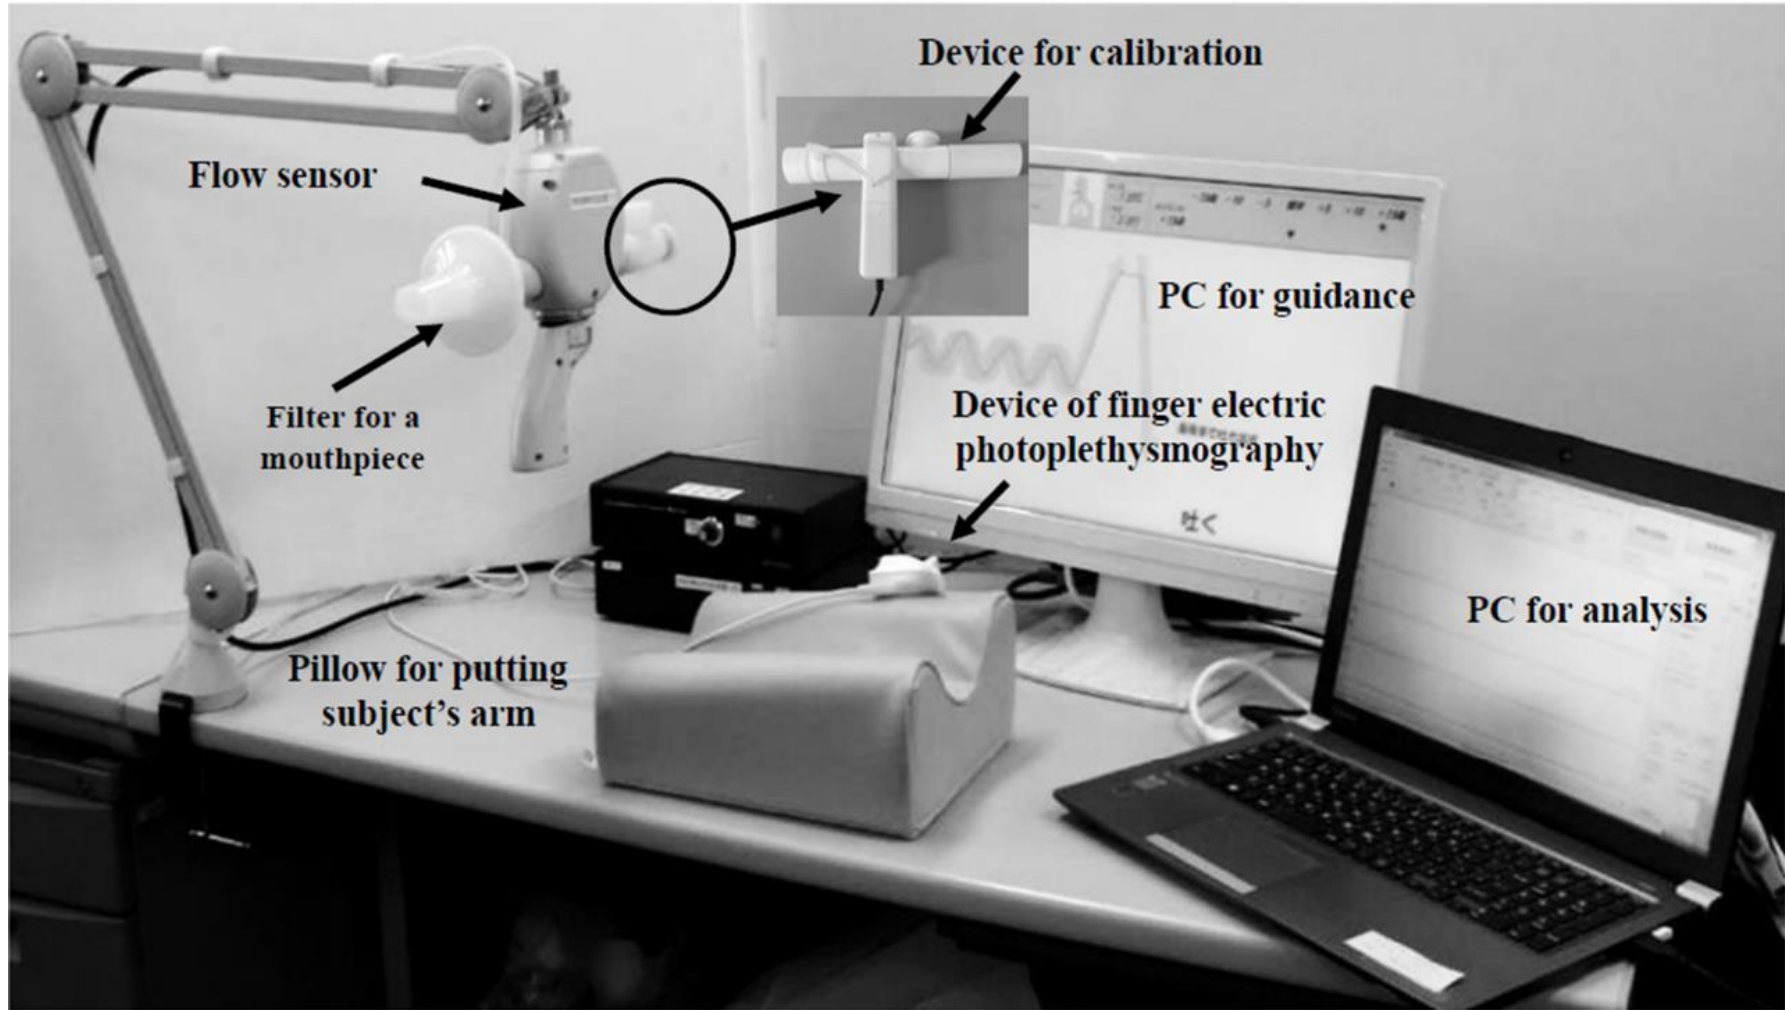 Device for calibration
Flow sensor
PC for guidance
Filter for a
mouthpiece
Device of finger electric
photoplethysmography
吐く
PC for analysis
Pillow for putting
subject's arm